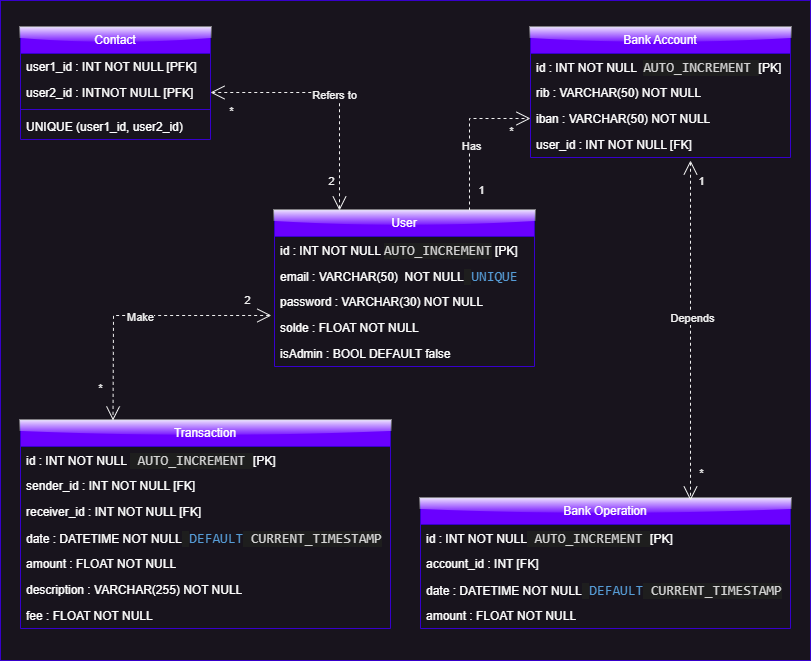 Contact
user1_id : INT NOT NULL [PFK]
user2_id : INTNOT NULL [PFK]
UNIQUE (user1_id, user2_id)
Bank Account
id : INT NOT NULL AUTO_INCREMENT [PK]
rib : VARCHAR(50) NOT NULL
iban : VARCHAR(50) NOT NULL
user_id : INT NOT NULL [FK]
*
Refers to
2
*
Has
1
1
Depends
*
User
id : INT NOT NULL AUTO_INCREMENT [PK]
email : VARCHAR(50) NOT NULL UNIQUE
password : VARCHAR(30) NOT NULL
solde : FLOAT NOT NULL
isAdmin : BOOL DEFAULT false
2
Make
*
Transaction
id : INT NOT NULL AUTO_INCREMENT [PK]
sender_id : INT NOT NULL [FK]
receiver_id : INT NOT NULL [FK]
date : DATETIME NOT NULL DEFAULT CURRENT_TIMESTAMP
amount : FLOAT NOT NULL
description : VARCHAR(255) NOT NULL
fee : FLOAT NOT NULL
Bank Operation
id : INT NOT NULL AUTO_INCREMENT [PK]
account_id : INT [FK]
date : DATETIME NOT NULL DEFAULT CURRENT_TIMESTAMP
amount : FLOAT NOT NULL